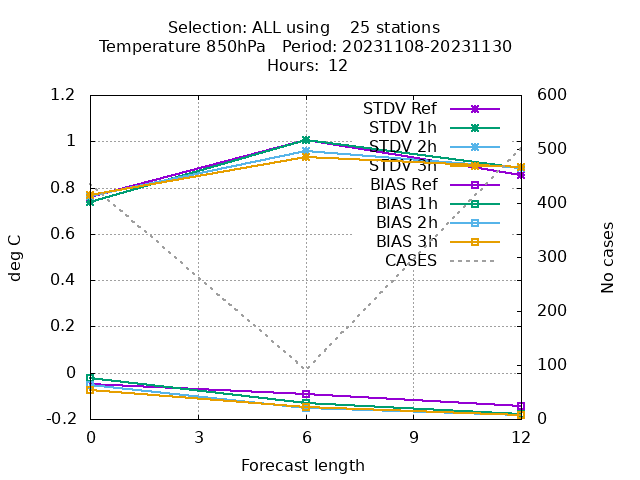 Selection: ALL using    25 stations
Temperature 850hPa   Period: 20231108-20231130
Hours:  12
1.2
1
0.8
0.6
0.4
0.2
0
-0.2
deg C
STDV Ref
STDV 1h
STDV 2h
STDV 3h
BIAS Ref
BIAS 1h
BIAS 2h
BIAS 3h
CASES
600
500
400
300
200
100
0
No cases
0 3 6 9 12
Forecast length